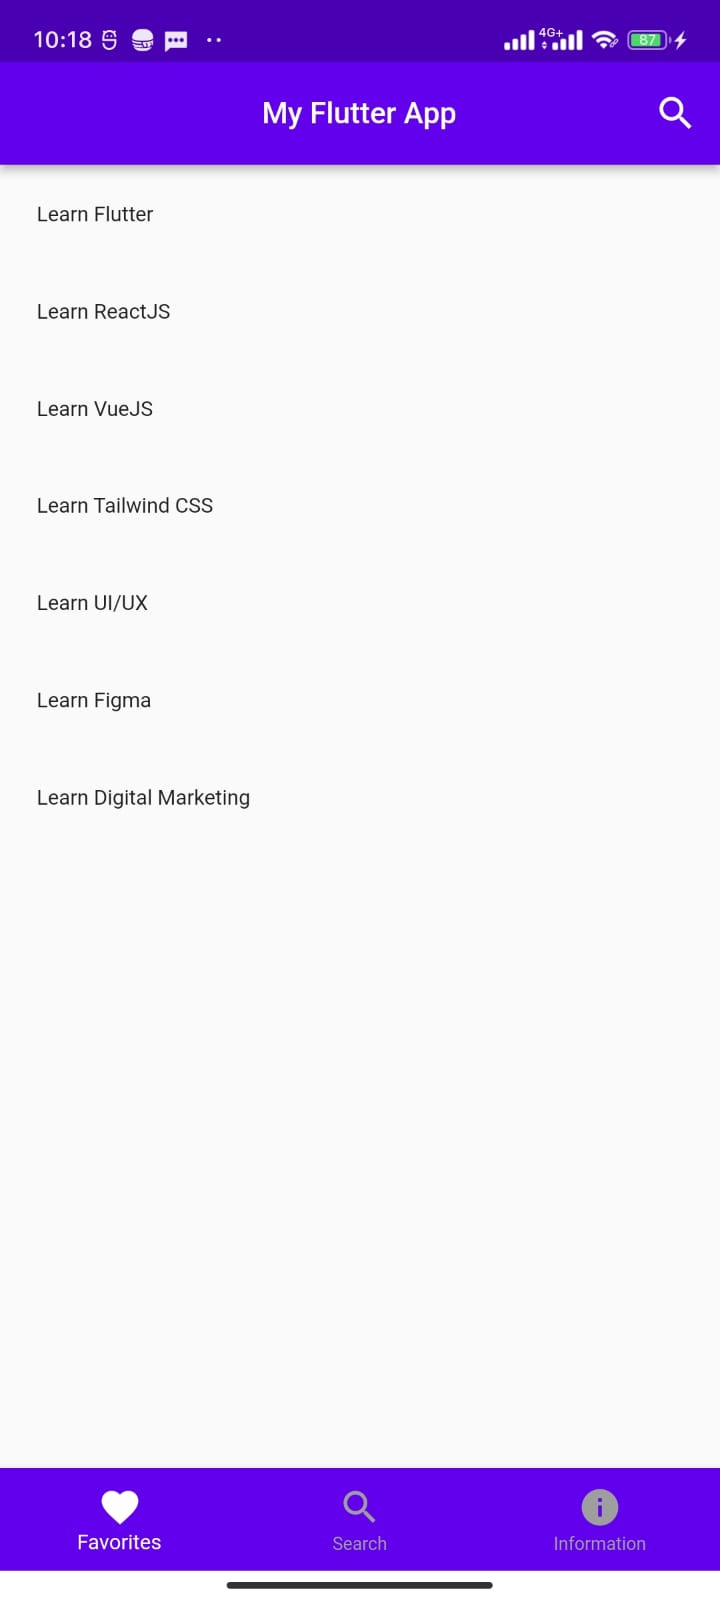 10:18
4G+
87
My Flutter App
Learn Flutter
Learn ReactJS
Learn VueJS
Learn Tailwind CSS
Learn UI/UX
Learn Figma
Learn Digital Marketing
Favorites
Search
Information